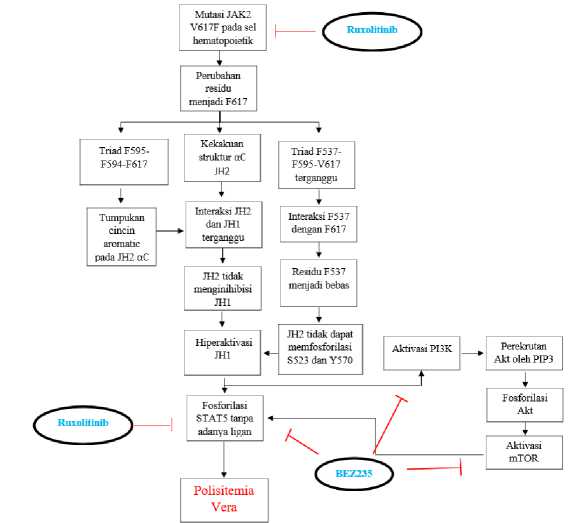 Mutasi JAK2
V617F pada sel
hematopoietik
Ruxolitinib
Perubahan
residu
menjadi F617
Triad F595-
F594-F617
Kekakuan
struktur αC
JH2
Triad F537-
F595-V617
terganggu
Tumpukan
cincin
aromatic
pada JH2 αC
Interaksi JH2
dan JH1
terganggu
Interaksi F537
dengan F617
JH2 tidak
menginhibisi
JH1
Residu F537
menjadi bebas
Hiperaktivasi
JH1
JH2 tidak dapat
memfosforilasi
S523 dan Y570
Aktivasi PI3K
Perekrutan
Akt oleh PIP3
Fosforilasi
STAT5 tanpa
adanya ligan
Fosforilasi
Akt
Ruxolitinib
Aktivasi
mTOR
BEZ235
Polisitemia
Vera